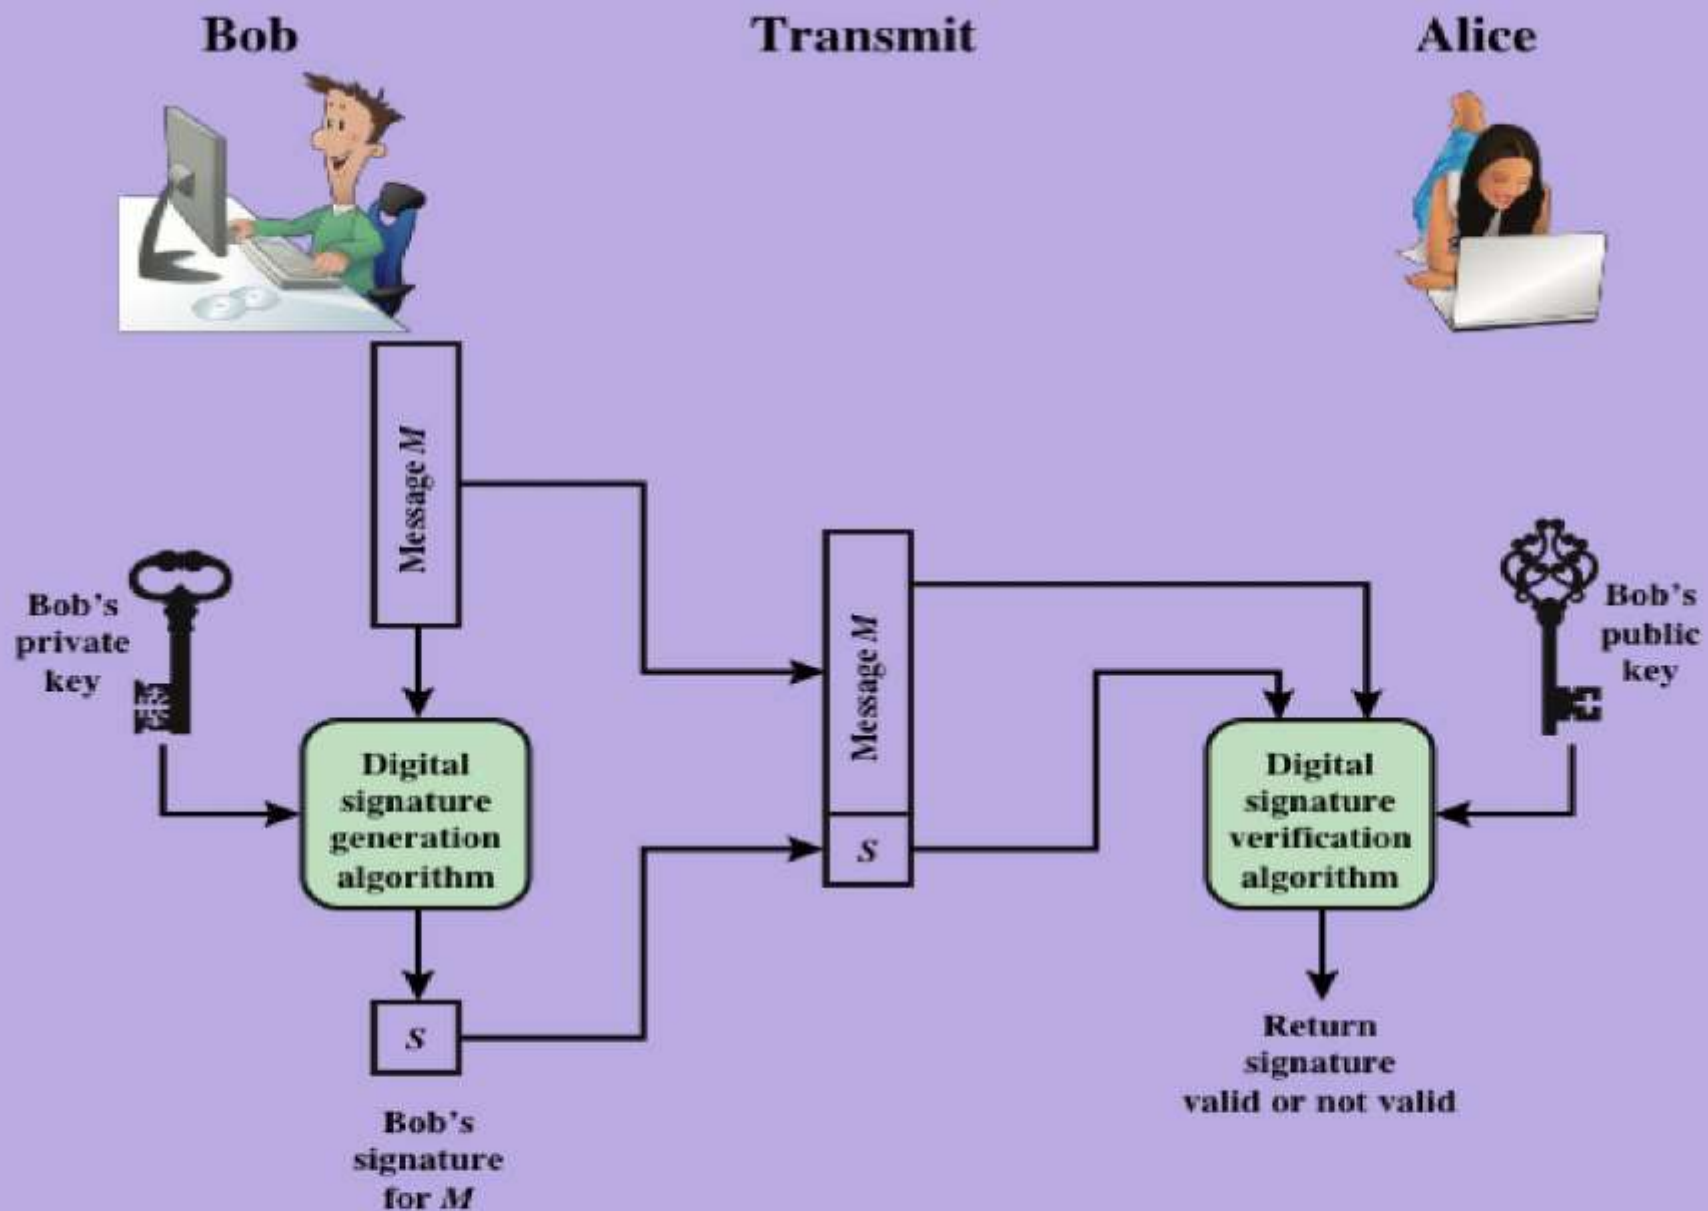 Bob
Transmit
Alice
Message M
Bob's
private
key
Message M
Bob's
public
key
Digital
signature
generation
algorithm
Digital
signature
verification
algorithm
S
S
Bob's
signature
for M
Return
signature
valid or not valid